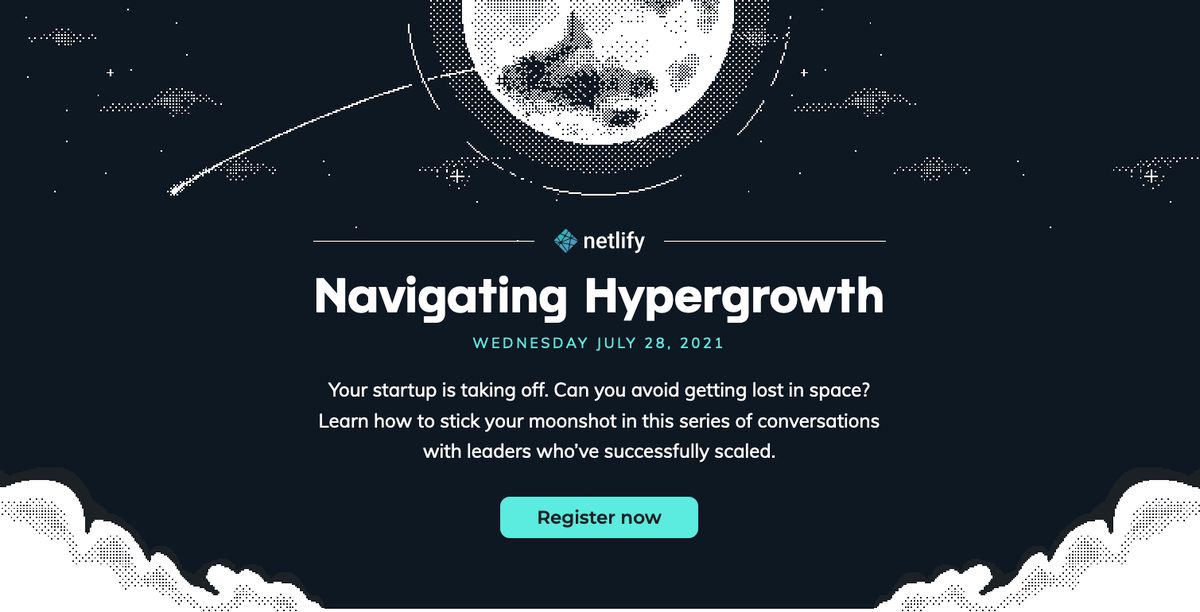 netlify
Navigating Hypergrowth
WEDNESDAY JULY 28, 2021
Your startup is taking off. Can you avoid getting lost in space?
Learn how to stick your moonshot in this series of conversations
with leaders who've successfully scaled.
Register now